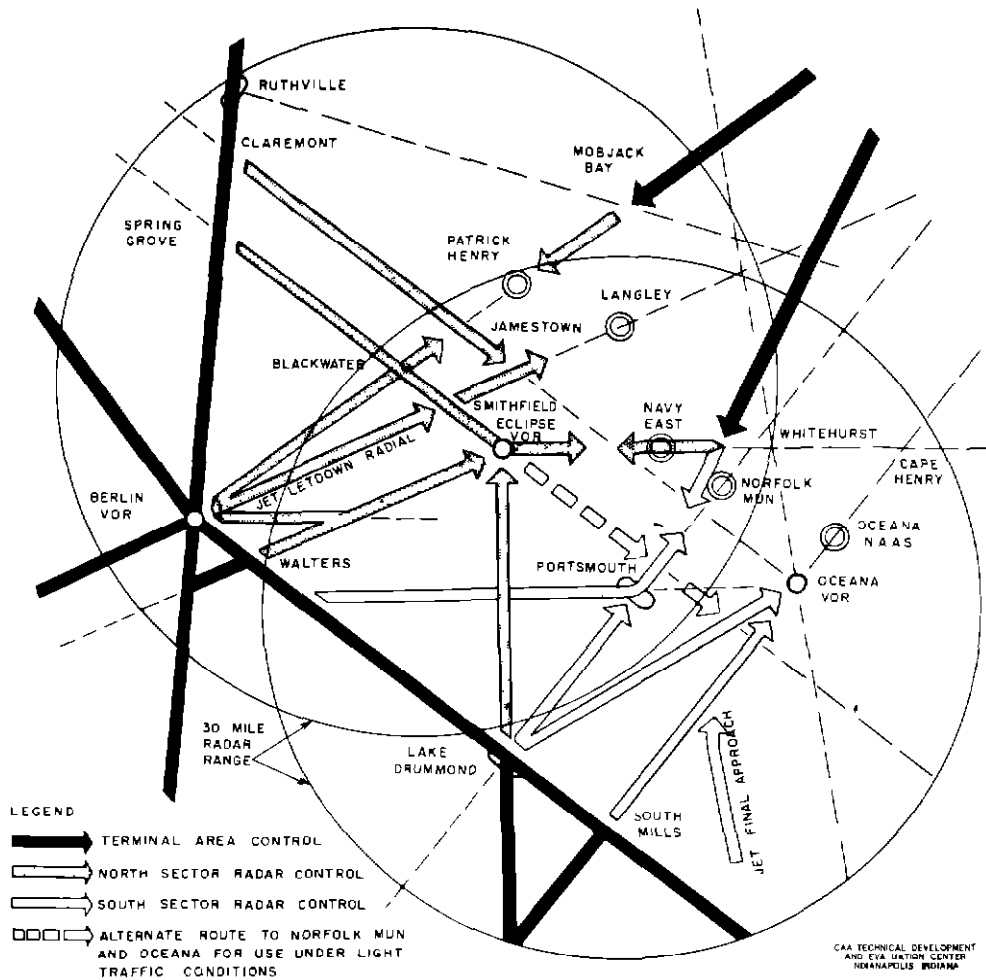 RUTHVILLE
CLAREMONT
MOBJACK
BAY
SPRING
GROVE
PATRICK
HENRY
LANGLEY
JAMESTOWN
BLACKWATER
SMITHFIELD
ECLIPSE
VOR
NAVY
EAST
WHITEHURST
CAPE
HENRY
JET LETDOWN RADIAL
NORFOLK
MUN
BERLIN
VOR
OCEANA
NAAS
WALTERS
PORTSMOUTH
OCEANA
VOR
30 MILE
RADAR
RANGE
LAKE
DRUMMOND
JET FINAL APPROACH
SOUTH
MILLS
LEGEND
TERMINAL AREA CONTROL
NORTH SECTOR RADAR CONTROL
SOUTH SECTOR RADAR CONTROL
ALTERNATE ROUTE TO NORFOLK MUN
AND OCEANA FOR USE UNDER LIGHT
TRAFFIC CONDITIONS
CAA TECHNICAL DEVELOPMENT
AND EVALUATION CENTER
INDIANAPOLIS INDIANA